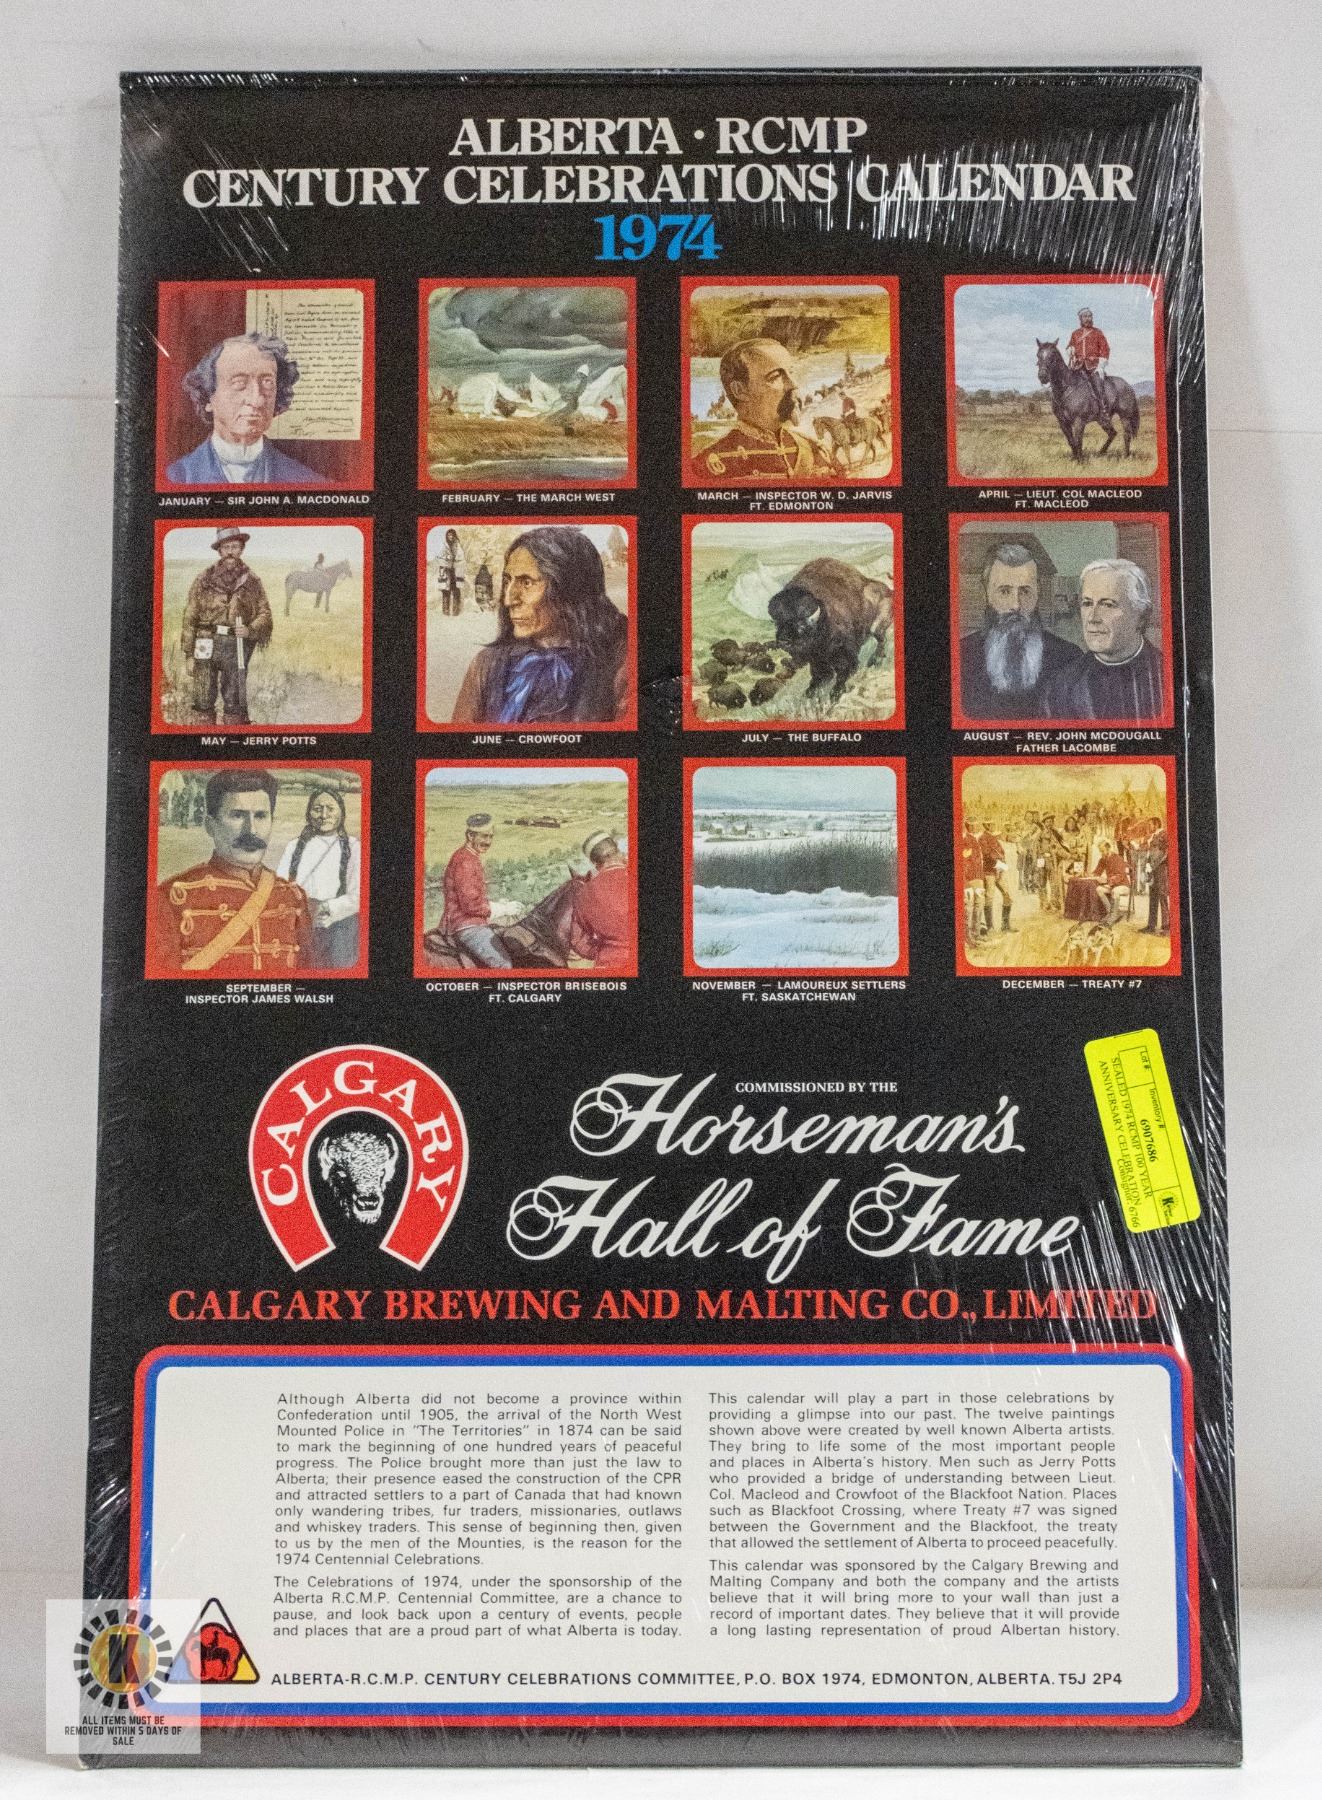 ALBERTA · RCMP
CENTURY CELEBRATIONS CALENDAR
1974
JANUARY — SIR JOHN A. MACDONALD
FEBRUARY — THE MARCH WEST
MARCH — INSPECTOR W. D. JARVIS
FT. EDMONTON
APRIL — LIEUT. COL MACLEOD
FT. MACLEOD
MAY — JERRY POTTS
JUNE — CROWFOOT
JULY — THE BUFFALO
AUGUST — REV. JOHN MCDOUGALL
FATHER LACOMBE
SEPTEMBER —
INSPECTOR JAMES WALSH
OCTOBER — INSPECTOR BRISEBOIS
FT. CALGARY
NOVEMBER — LAMOUREUX SETTLERS
FT. SASKATCHEWAN
DECEMBER — TREATY #7
CALGARY
COMMISSIONED BY THE
Horseman's
Hall of Fame
CALGARY BREWING AND MALTING CO., LIMITED
Lot #:
Inventory #:
6907686
SEALED 1974 RCMP 100 YEAR
ANNIVERSARY CELEBRATION
Consignor: 6766
Although Alberta did not become a province within
Confederation until 1905, the arrival of the North West
Mounted Police in "The Territories" in 1874 can be said
to mark the beginning of one hundred years of peaceful
progress. The Police brought more than just the law to
Alberta; their presence eased the construction of the CPR
and attracted settlers to a part of Canada that had known
only wandering tribes, fur traders, missionaries, outlaws
and whiskey traders. This sense of beginning then, given
to us by the men of the Mounties, is the reason for the
1974 Centennial Celebrations.
The Celebrations of 1974, under the sponsorship of the
Alberta R.C.M.P. Centennial Committee, are a chance to
pause, and look back upon a century of events, people
and places that are a proud part of what Alberta is today.
This calendar will play a part in those celebrations by
providing a glimpse into our past. The twelve paintings
shown above were created by well known Alberta artists.
They bring to life some of the most important people
and places in Alberta's history. Men such as Jerry Potts
who provided a bridge of understanding between Lieut.
Col. Macleod and Crowfoot of the Blackfoot Nation. Places
such as Blackfoot Crossing, where Treaty #7 was signed
between the Government and the Blackfoot, the treaty
that allowed the settlement of Alberta to proceed peacefully.
This calendar was sponsored by the Calgary Brewing and
Malting Company and both the company and the artists
believe that it will bring more to your wall than just a
record of important dates. They believe that it will provide
a long lasting representation of proud Albertan history.
ALBERTA-R.C.M.P. CENTURY CELEBRATIONS COMMITTEE, P.O. BOX 1974, EDMONTON, ALBERTA. T5J 2P4
K
ALL ITEMS MUST BE
REMOVED WITHIN 5 DAYS OF
SALE